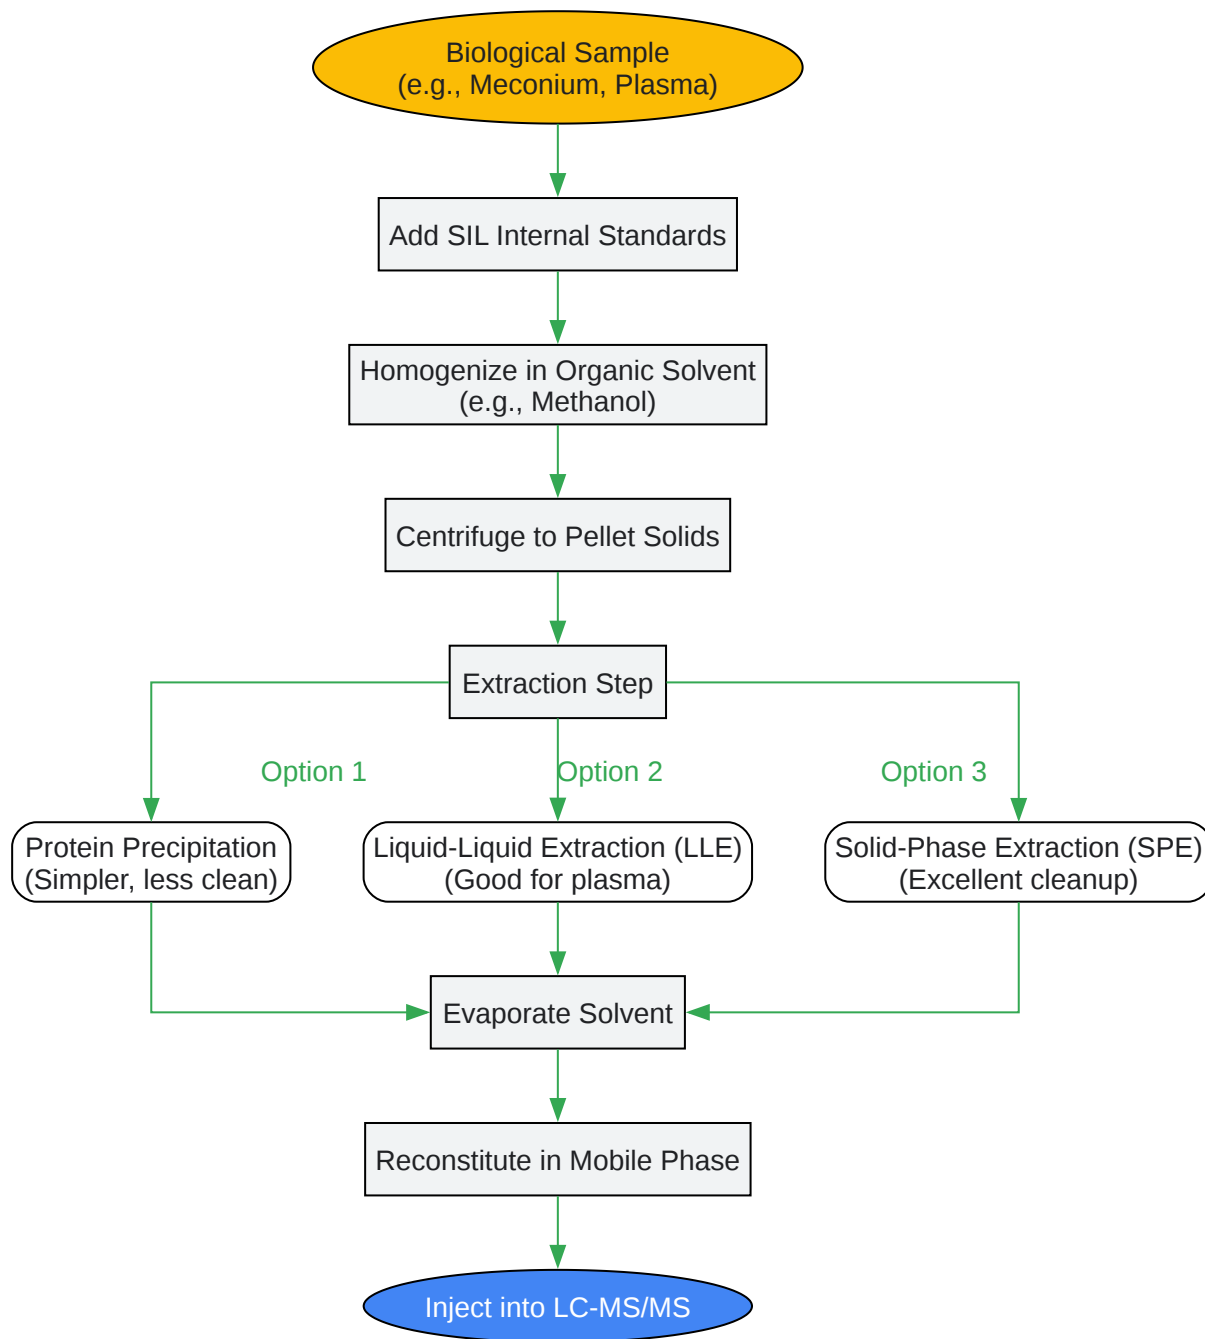 Biological Sample
(e.g., Meconium, Plasma)
Add SIL Internal Standards
Homogenize in Organic Solvent
(e.g., Methanol)
Centrifuge to Pellet Solids
Extraction Step
Option 1
Option 2
Option 3
Protein Precipitation
(Simpler, less clean)
Liquid-Liquid Extraction (LLE)
(Good for plasma)
Solid-Phase Extraction (SPE)
(Excellent cleanup)
Evaporate Solvent
Reconstitute in Mobile Phase
Inject into LC-MS/MS